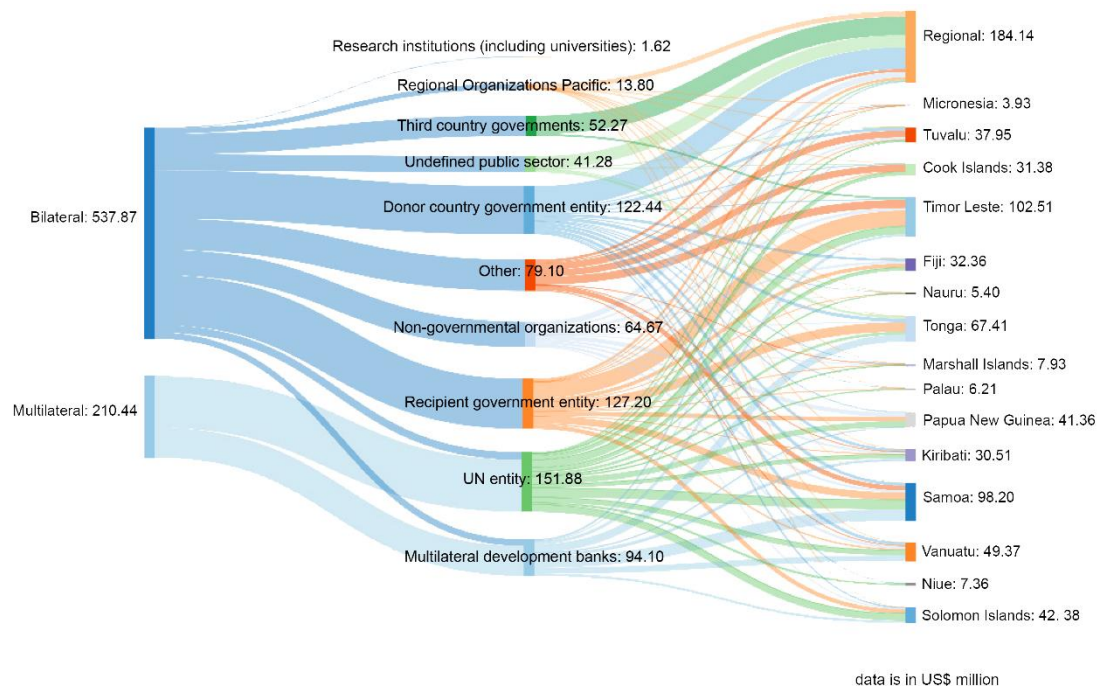 Bilateral: 537.87
Multilateral: 210.44
Research institutions (including universities): 1.62
Regional Organizations Pacific: 13.80
Third country governments: 52.27
Undefined public sector: 41.28
Donor country government entity: 122.44
Other: 79.10
Non-governmental organizations: 64.67
Recipient government entity: 127.20
UN entity: 151.88
Multilateral development banks: 94.10
Regional: 184.14
Micronesia: 3.93
Tuvalu: 37.95
Cook Islands: 31.38
Timor Leste: 102.51
Fiji: 32.36
Nauru: 5.40
Tonga: 67.41
Marshall Islands: 7.93
Palau: 6.21
Papua New Guinea: 41.36
Kiribati: 30.51
Samoa: 98.20
Vanuatu: 49.37
Niue: 7.36
Solomon Islands: 42. 38
data is in US$ million